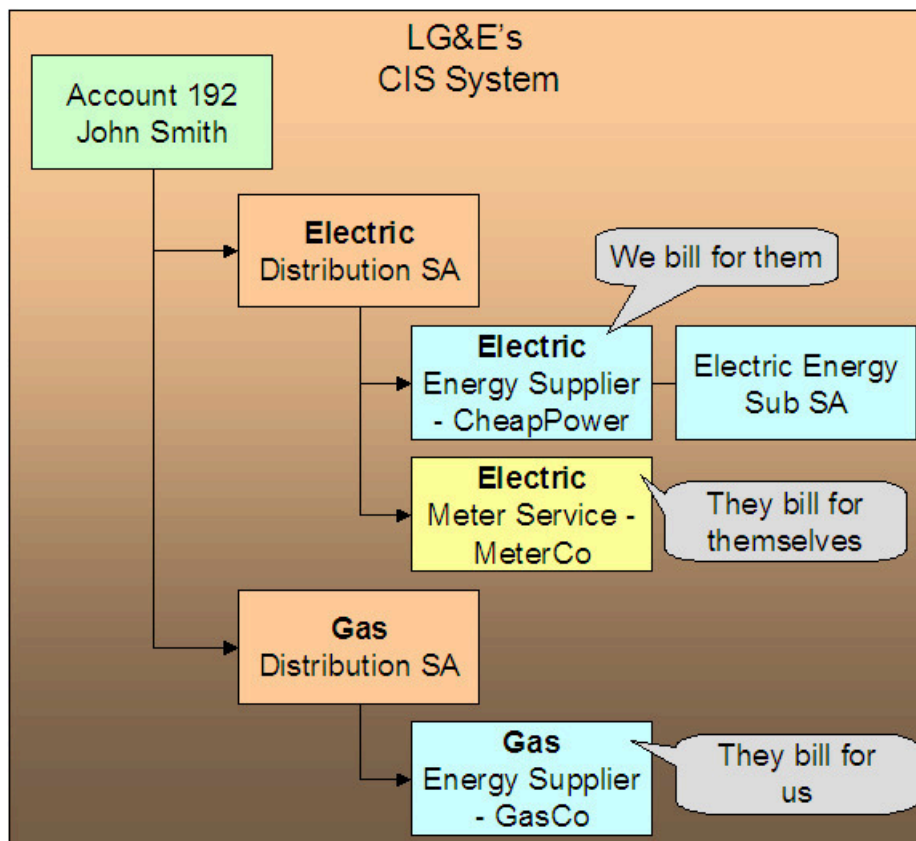 LG&E's
CIS System
Account 192
John Smith
Electric
Distribution SA
We bill for them
Electric
Energy Supplier
- CheapPower
Electric Energy
Sub SA
Electric
Meter Service -
MeterCo
They bill for
themselves
Gas
Distribution SA
Gas
Energy Supplier
- GasCo
They bill for
us